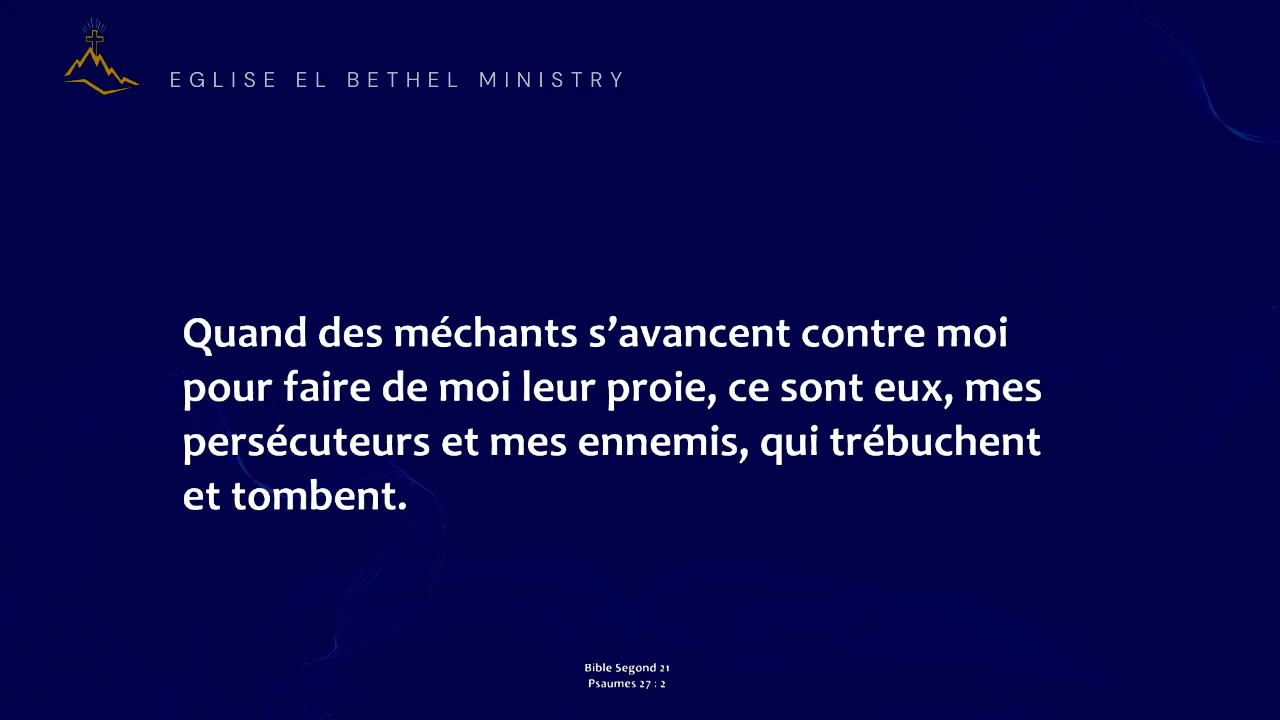 EGLISE EL BETHEL MINISTRY
Quand des méchants s’avancent contre moi
pour faire de moi leur proie, ce sont eux, mes
persécuteurs et mes ennemis, qui trébuchent
et tombent.
Bible Segond 21
Psaumes 27 : 2